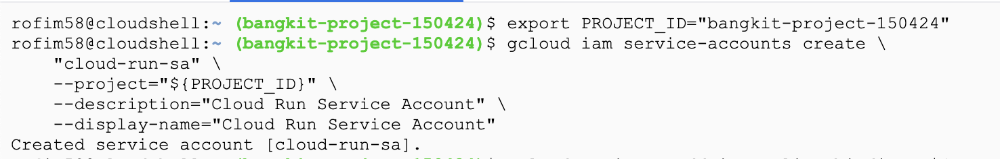 rofim58@cloudshell:~ (bangkit-project-150424)$ export PROJECT_ID="bangkit-project-150424"
rofim58@cloudshell:~ (bangkit-project-150424)$ gcloud iam service-accounts create \
    "cloud-run-sa" \
    --project="${PROJECT_ID}" \
    --description="Cloud Run Service Account" \
    --display-name="Cloud Run Service Account"
Created service account [cloud-run-sa].